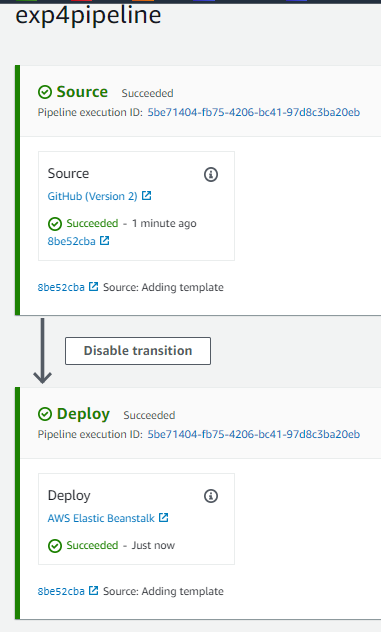 exp4pipeline
Source Succeeded
Pipeline execution ID: 5be71404-fb75-4206-bc41-97d8c3ba20eb
Source
GitHub (Version 2)
Succeeded - 1 minute ago
8be52cba
8be52cba Source: Adding template
Disable transition
Deploy Succeeded
Pipeline execution ID: 5be71404-fb75-4206-bc41-97d8c3ba20eb
Deploy
AWS Elastic Beanstalk
Succeeded - Just now
8be52cba Source: Adding template